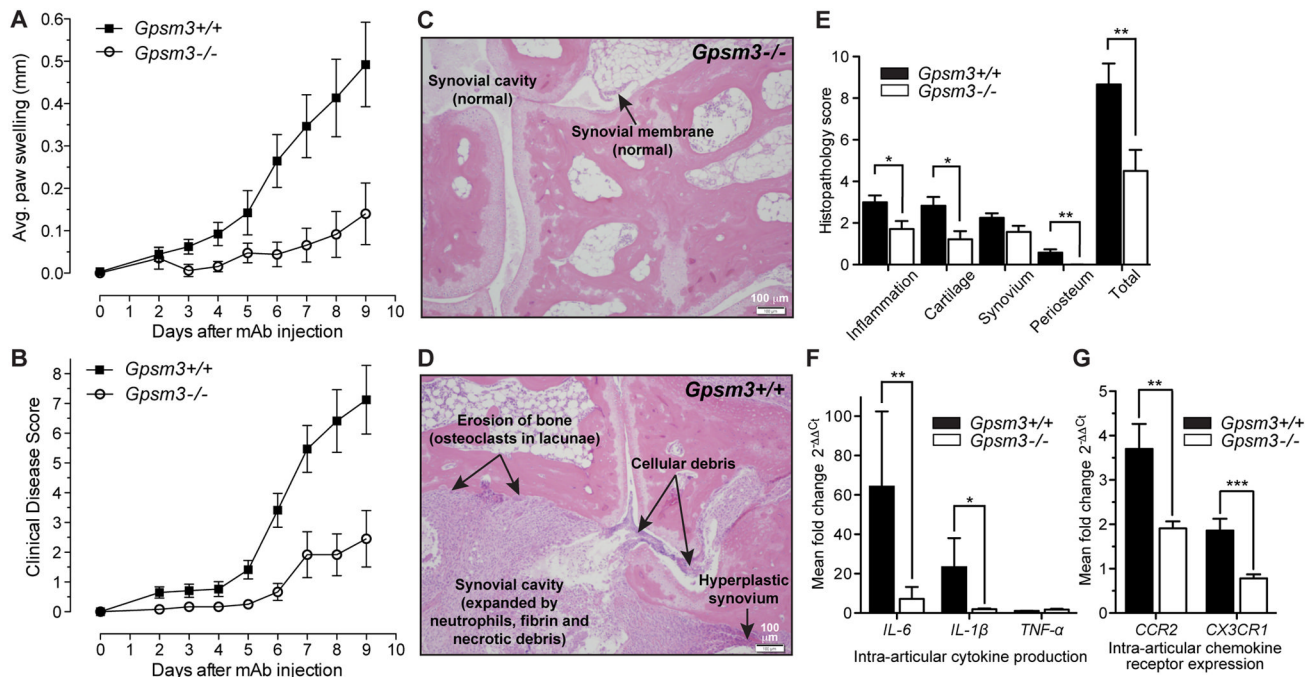 A
Gpsm3+/+
Gpsm3-/-
Avg. paw swelling (mm)
0.6
0.5
0.4
0.3
0.2
0.1
0.0
0 1 2 3 4 5 6 7 8 9 10
Days after mAb injection
B
Gpsm3+/+
Gpsm3-/-
Clinical Disease Score
8
7
6
5
4
3
2
1
0
0 1 2 3 4 5 6 7 8 9 10
Days after mAb injection
C
Gpsm3-/-
Synovial cavity
(normal)
Synovial membrane
(normal)
100 µm
D
Gpsm3+/+
Erosion of bone
(osteoclasts in lacunae)
Cellular debris
Synovial cavity
(expanded by
neutrophils, fibrin and
necrotic debris)
Hyperplastic
synovium
100
µm
E
Gpsm3+/+
Gpsm3-/-
Histopathology score
10
8
6
4
2
0
*
*
**
**
Inflammation
Cartilage
Synovium
Periosteum
Total
F
Gpsm3+/+
Gpsm3-/-
Mean fold change 2-ΔΔCt
120
100
80
60
40
20
0
**
*
IL-6
IL-1β
TNF-α
Intra-articular cytokine production
G
Gpsm3+/+
Gpsm3-/-
Mean fold change 2-ΔΔCt
5
4
3
2
1
0
**
***
CCR2
CX3CR1
Intra-articular chemokine
receptor expression